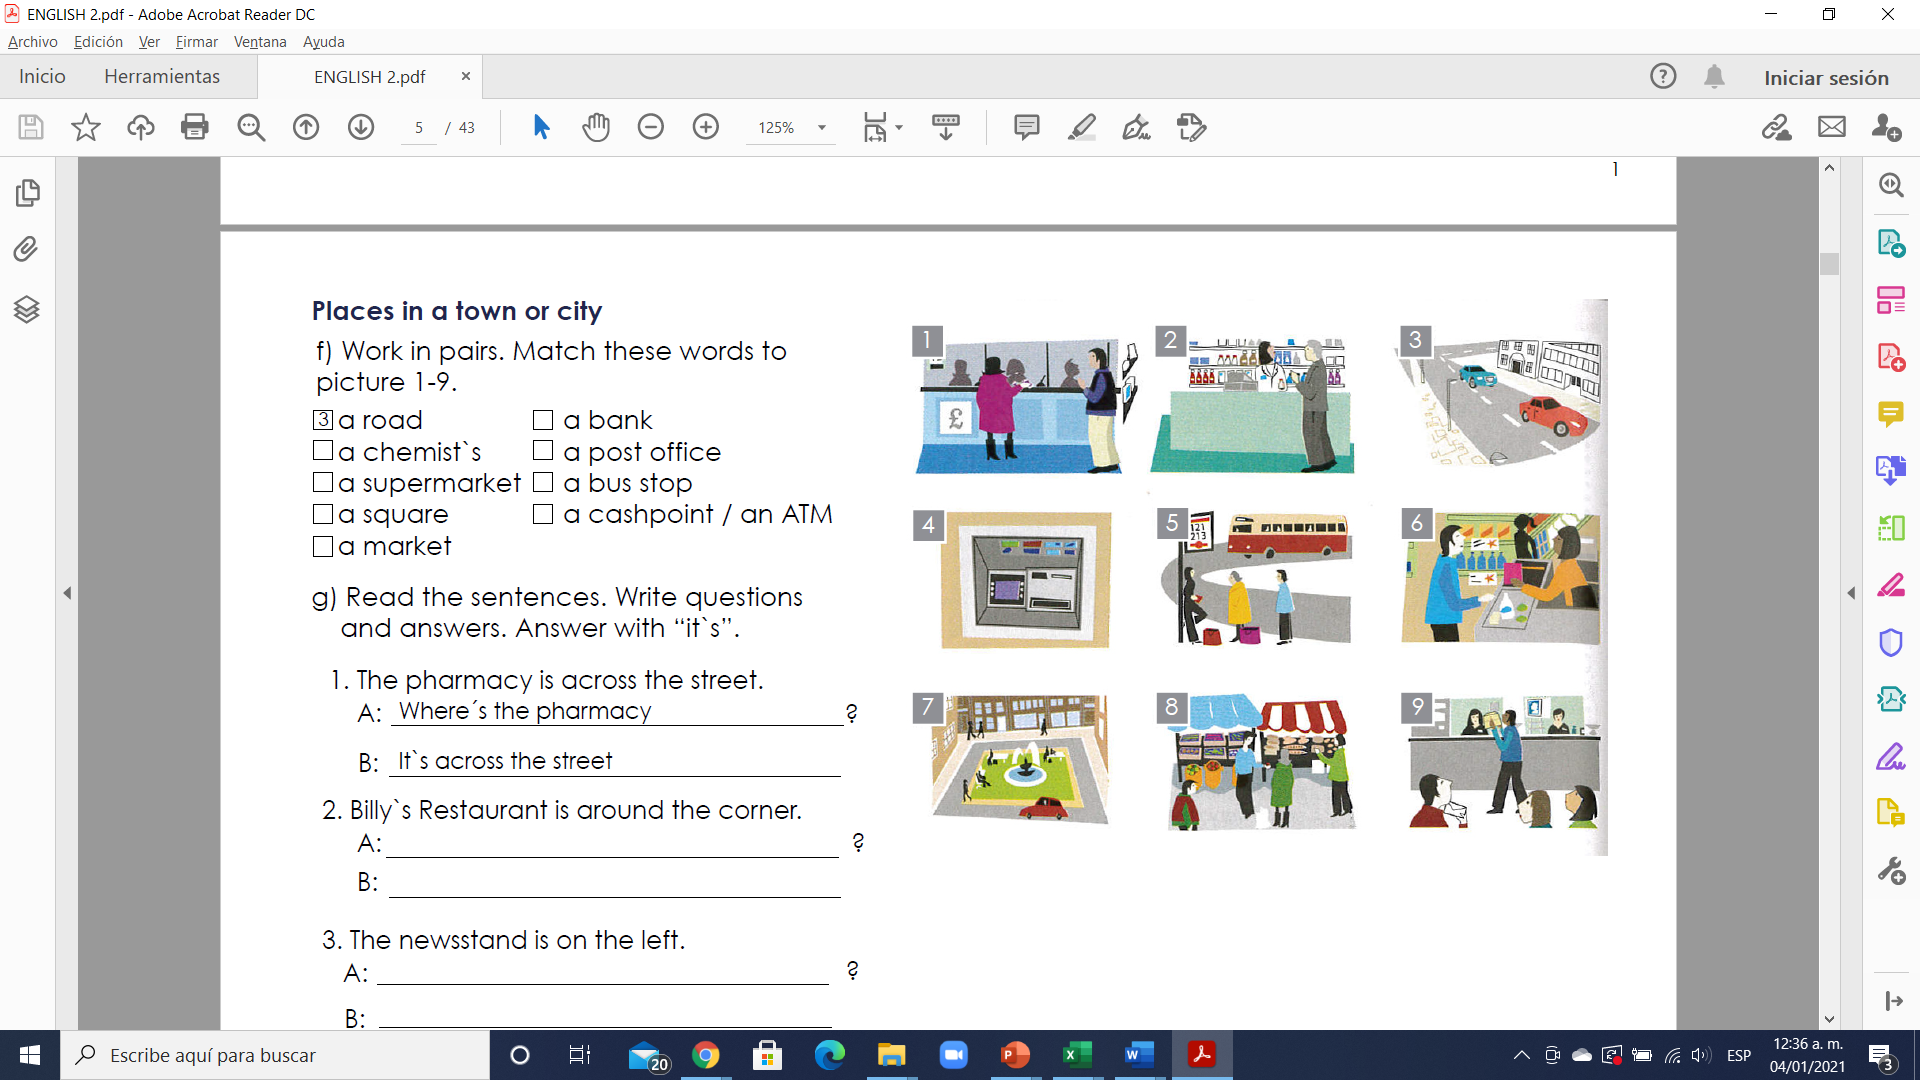 ENGLISH 2.pdf - Adobe Acrobat Reader DC
Archivo Edición Ver Firmar Ventana Ayuda
Inicio Herramientas ENGLISH 2.pdf × Iniciar sesión
5 / 43 125%
1
Places in a town or city
f) Work in pairs. Match these words to
picture 1-9.
3 a road
a chemist`s
a supermarket
a square
a market
a bank
a post office
a bus stop
a cashpoint / an ATM
g) Read the sentences. Write questions
and answers. Answer with “it`s”.
1. The pharmacy is across the street.
A: Where´s the pharmacy ?
B: It`s across the street
2. Billy`s Restaurant is around the corner.
A: ?
B:
3. The newsstand is on the left.
A: ?
B:
1 2 3
£
4 5 6
121
213
7 8 9
Escribe aquí para buscar
20
ESP
12:36 a. m.
04/01/2021
3